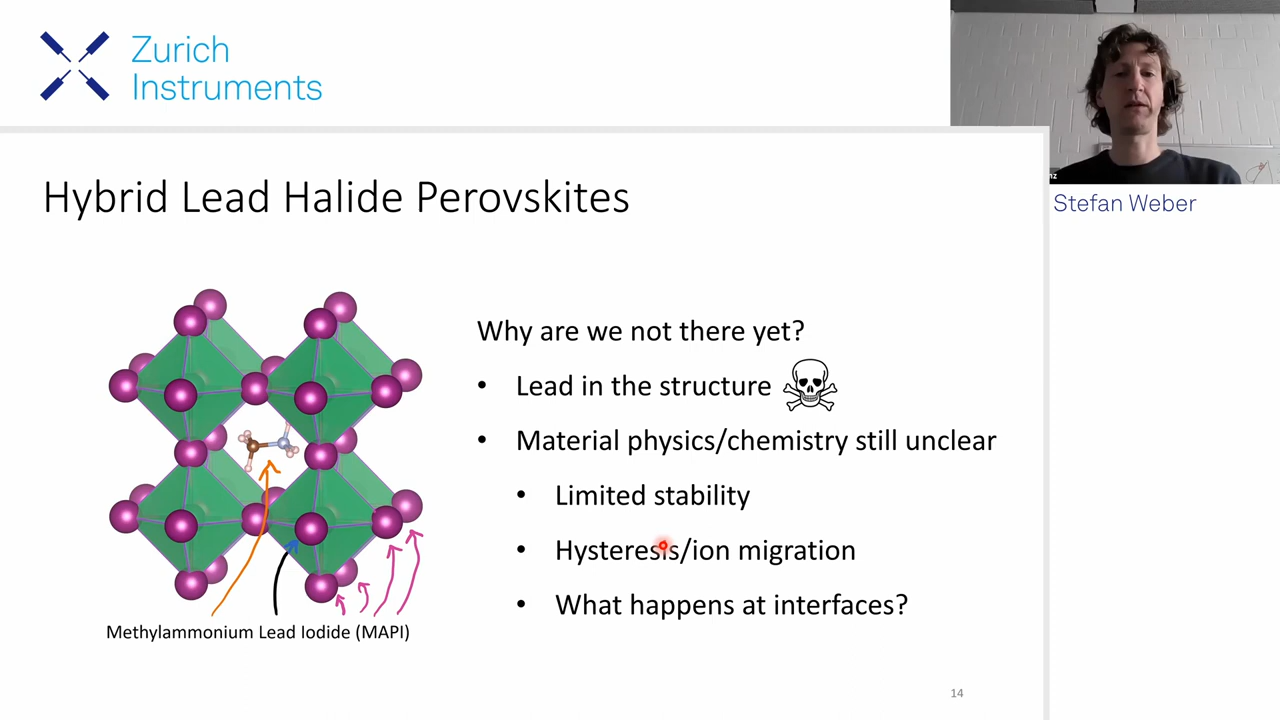 Zurich
Instruments
nz
Stefan Weber
Hybrid Lead Halide Perovskites
Why are we not there yet?
• Lead in the structure
• Material physics/chemistry still unclear
• Limited stability
• Hysteresis/ion migration
• What happens at interfaces?
Methylammonium Lead Iodide (MAPI)
14